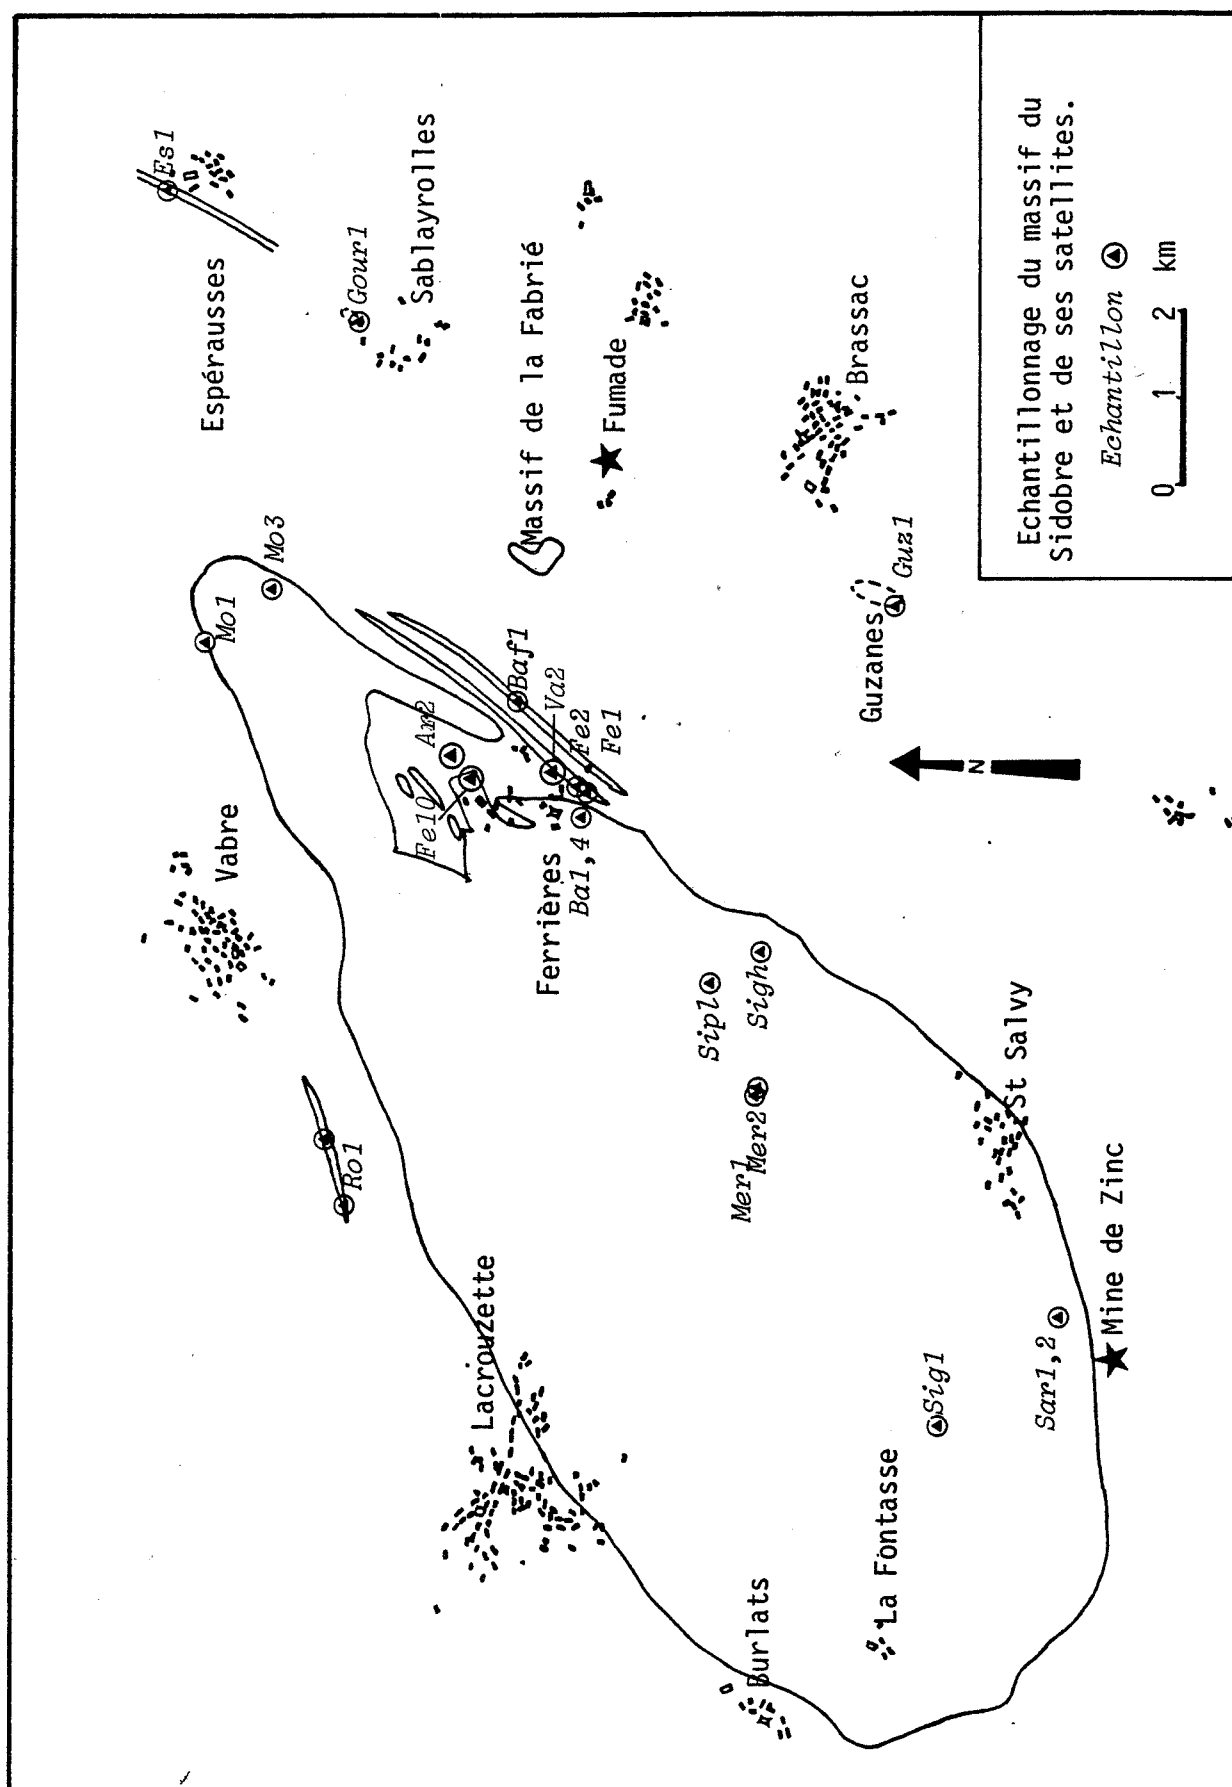 Espérausses
Es1
Gour1
Sablayrolles
Mo1
Mo3
Vabre
Massif de la Fabrié
Fumade
Ar2
Fe10
Baf1
Va2
Fe2
Fe1
Ferrières
Ba1,4
Brassac
Guzanes
Guz1
N
Ro1
Sipl
Sigh
Mer1
Mer2
Lacrouzette
St Salvy
Mine de Zinc
Sar1,2
Sig1
La Fontasse
Burlats
Echantillonnage du massif du
Sidobre et de ses satellites.
Echantillon
0 1 2 km